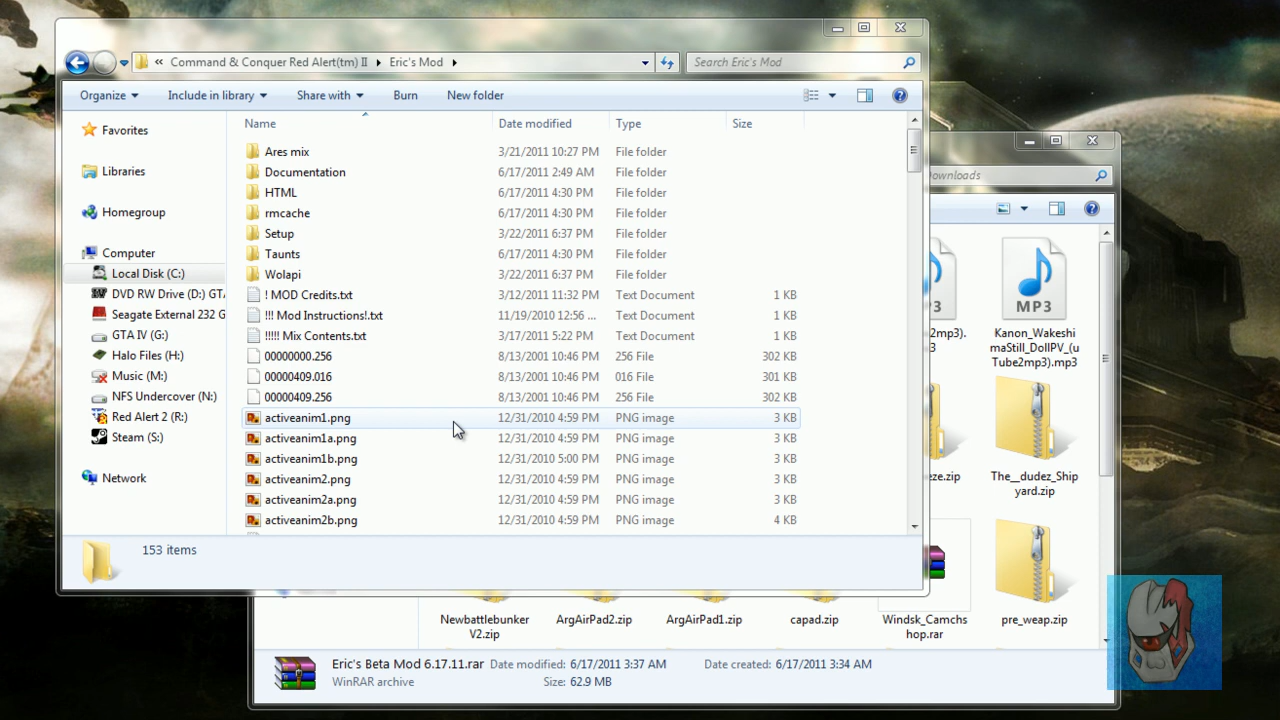 « Command & Conquer Red Alert(tm) II ▸ Eric's Mod ▸
Search Eric's Mod
Organize Include in library Share with Burn New folder
Name Date modified Type Size
Favorites
Libraries
Homegroup
Computer
Local Disk (C:)
DVD RW Drive (D:) GTA
Seagate External 232 G
GTA IV (G:)
Halo Files (H:)
Music (M:)
NFS Undercover (N:)
Red Alert 2 (R:)
Steam (S:)
Network
Ares mix 3/21/2011 10:27 PM File folder
Documentation 6/17/2011 2:49 AM File folder
HTML 6/17/2011 4:30 PM File folder
rmcache 6/17/2011 4:30 PM File folder
Setup 3/22/2011 6:37 PM File folder
Taunts 6/17/2011 4:30 PM File folder
Wolapi 3/22/2011 6:37 PM File folder
! MOD Credits.txt 3/12/2011 11:32 PM Text Document 1 KB
!!! Mod Instructions!.txt 11/19/2010 12:56 ... Text Document 1 KB
!!!!! Mix Contents.txt 3/17/2011 5:22 PM Text Document 1 KB
00000000.256 8/13/2001 10:46 PM 256 File 302 KB
00000409.016 8/13/2001 10:46 PM 016 File 301 KB
00000409.256 8/13/2001 10:46 PM 256 File 302 KB
activeanim1.png 12/31/2010 4:59 PM PNG image 3 KB
activeanim1a.png 12/31/2010 4:59 PM PNG image 3 KB
activeanim1b.png 12/31/2010 5:00 PM PNG image 3 KB
activeanim2.png 12/31/2010 4:59 PM PNG image 3 KB
activeanim2a.png 12/31/2010 4:59 PM PNG image 3 KB
activeanim2b.png 12/31/2010 4:59 PM PNG image 4 KB
153 items
ownloads
MP3
2mp3).
3
Kanon_Wakeshi
maStill_DollPV_(u
Tube2mp3).mp3
eze.zip
The__dudez_Ship
yard.zip
Newbattlebunker
V2.zip
ArgAirPad2.zip
ArgAirPad1.zip
capad.zip
Windsk_Camchs
hop.rar
pre_weap.zip
Eric's Beta Mod 6.17.11.rar Date modified: 6/17/2011 3:37 AM Date created: 6/17/2011 3:34 AM
WinRAR archive Size: 62.9 MB